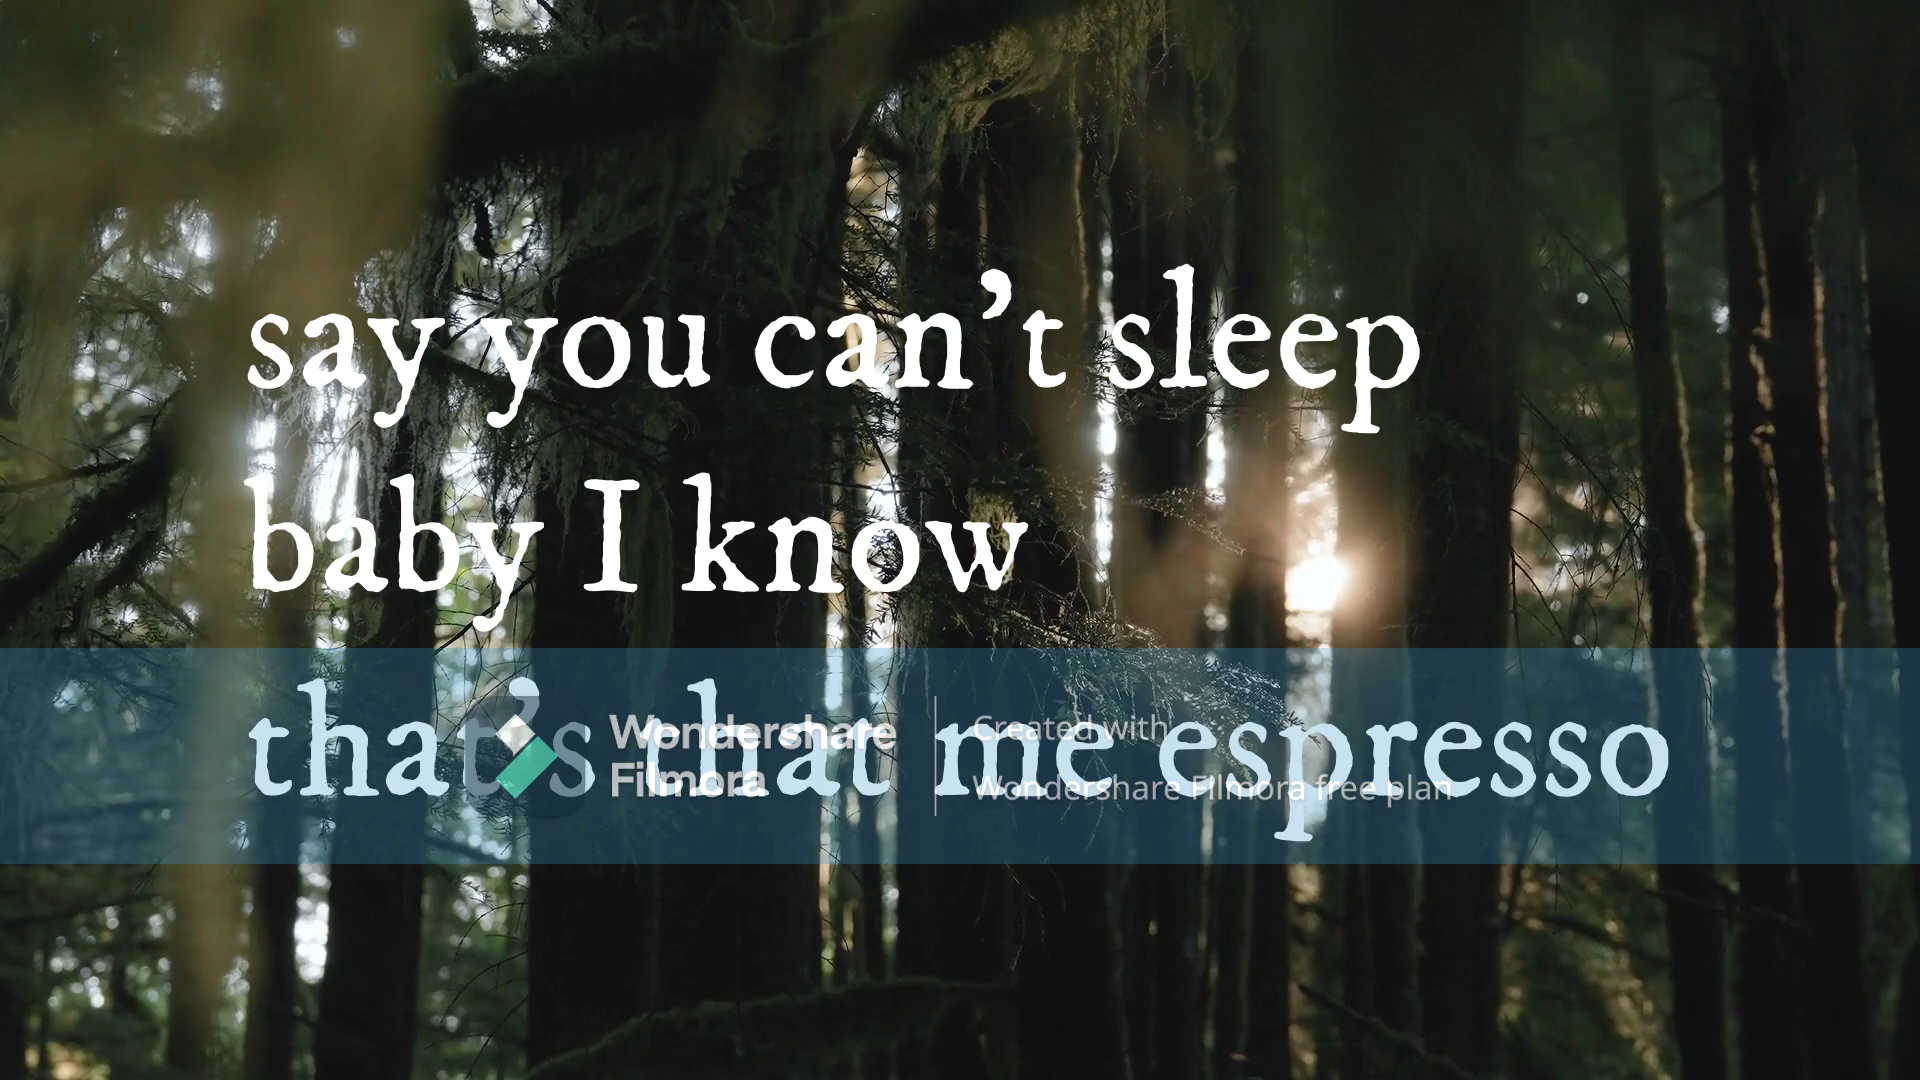 say you can’t sleep
baby I know
that’s that me espresso
Wondershare
Filmora
Created with
Wondershare Filmora free plan